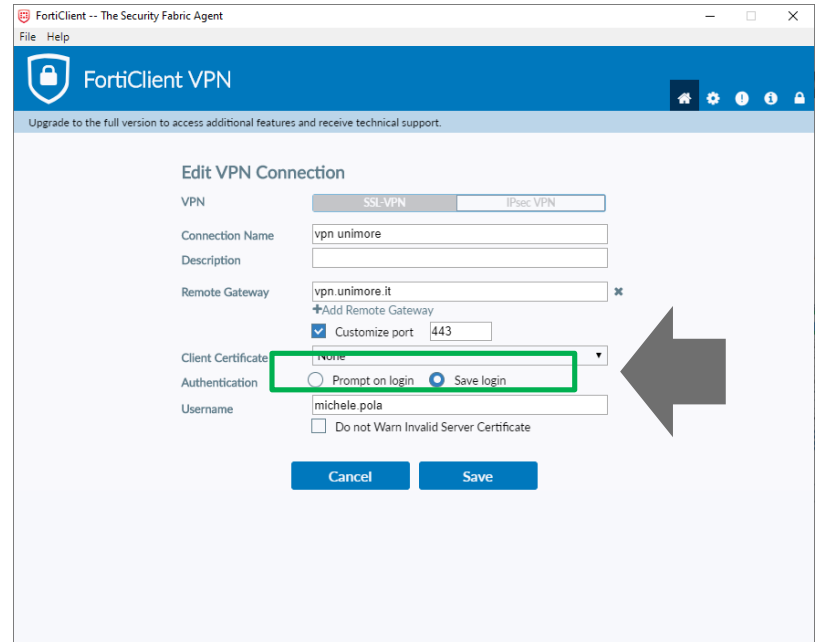 FortiClient -- The Security Fabric Agent
File Help
FortiClient VPN
Upgrade to the full version to access additional features and receive technical support.
Edit VPN Connection
VPN SSL-VPN IPsec VPN
Connection Name vpn unimore
Description
Remote Gateway vpn.unimore.it
+Add Remote Gateway
Customize port 443
Client Certificate None
Authentication Prompt on login Save login
Username michele.pola
Do not Warn Invalid Server Certificate
Cancel Save